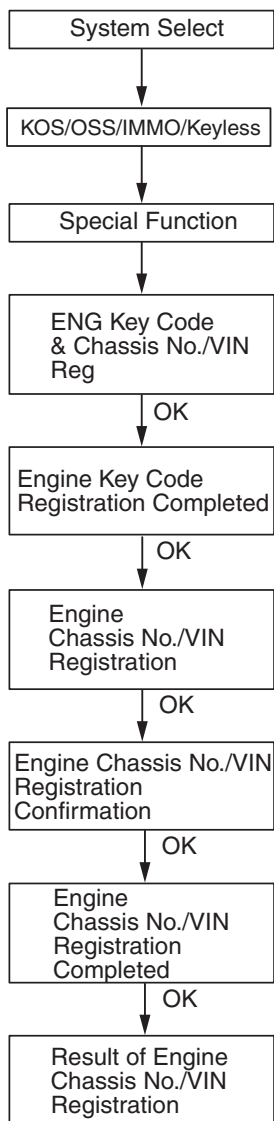 System Select
KOS/OSS/IMMO/Keyless
Special Function
ENG Key Code
& Chassis No./VIN
Reg
OK
Engine Key Code
Registration Completed
OK
Engine
Chassis No./VIN
Registration
OK
Engine Chassis No./VIN
Registration
Confirmation
OK
Engine
Chassis No./VIN
Registration
Completed
OK
Result of Engine
Chassis No./VIN
Registration